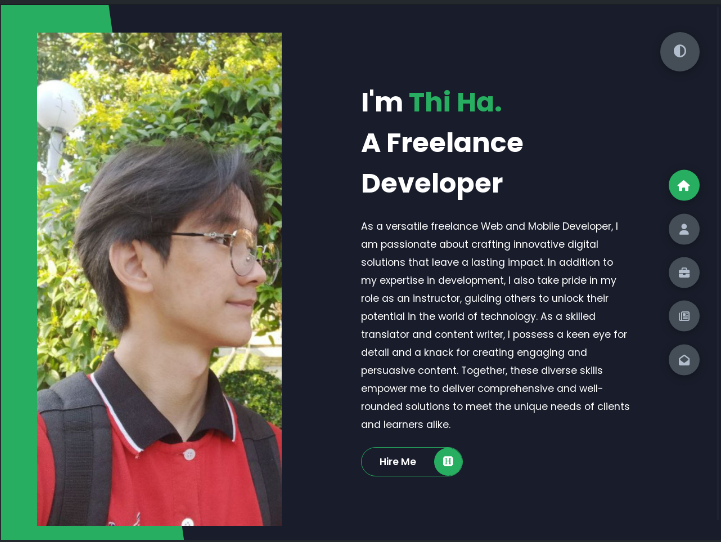 I'm Thi Ha.
A Freelance
Developer
As a versatile freelance Web and Mobile Developer, I
am passionate about crafting innovative digital
solutions that leave a lasting impact. In addition to
my expertise in development, I also take pride in my
role as an instructor, guiding others to unlock their
potential in the world of technology. As a skilled
translator and content writer, I possess a keen eye for
detail and a knack for creating engaging and
persuasive content. Together, these diverse skills
empower me to deliver comprehensive and well-
rounded solutions to meet the unique needs of clients
and learners alike.
Hire Me